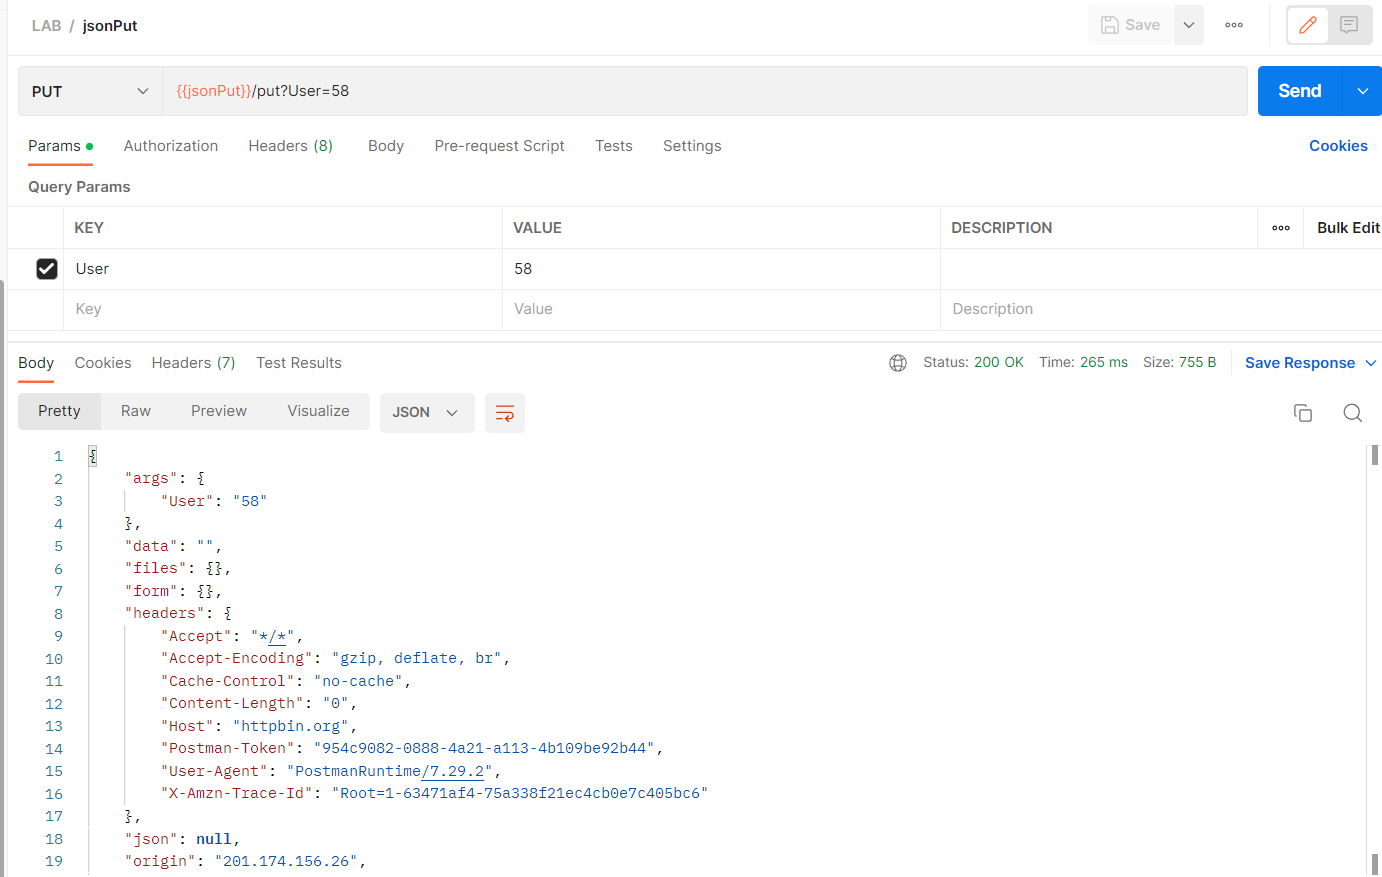 LAB / jsonPut
Save
PUT
{{jsonPut}}/put?User=58
Send
Params Authorization Headers (8) Body Pre-request Script Tests Settings Cookies
Query Params
KEY VALUE DESCRIPTION Bulk Edit
User 58
Key Value Description
Body Cookies Headers (7) Test Results Status: 200 OK Time: 265 ms Size: 755 B Save Response
Pretty Raw Preview Visualize JSON
1 {
2 "args": {
3 "User": "58"
4 },
5 "data": "",
6 "files": {},
7 "form": {},
8 "headers": {
9 "Accept": "*/*",
10 "Accept-Encoding": "gzip, deflate, br",
11 "Cache-Control": "no-cache",
12 "Content-Length": "0",
13 "Host": "httpbin.org",
14 "Postman-Token": "954c9082-0888-4a21-a113-4b109be92b44",
15 "User-Agent": "PostmanRuntime/7.29.2",
16 "X-Amzn-Trace-Id": "Root=1-63471af4-75a338f21ec4cb0e7c405bc6"
17 },
18 "json": null,
19 "origin": "201.174.156.26",